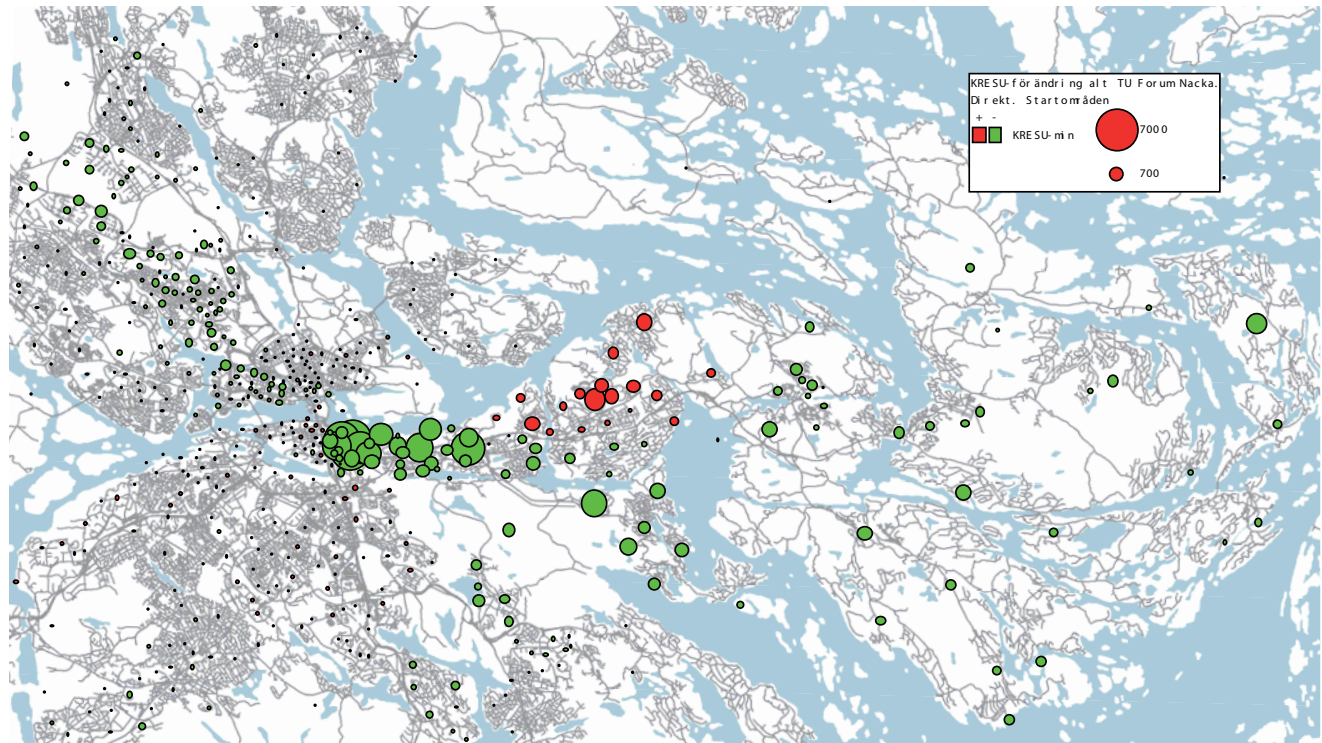 KRESU-förändring alt TU Forum Nacka.
Direkt. Startområden
+ -
KRESU-min
7000
700